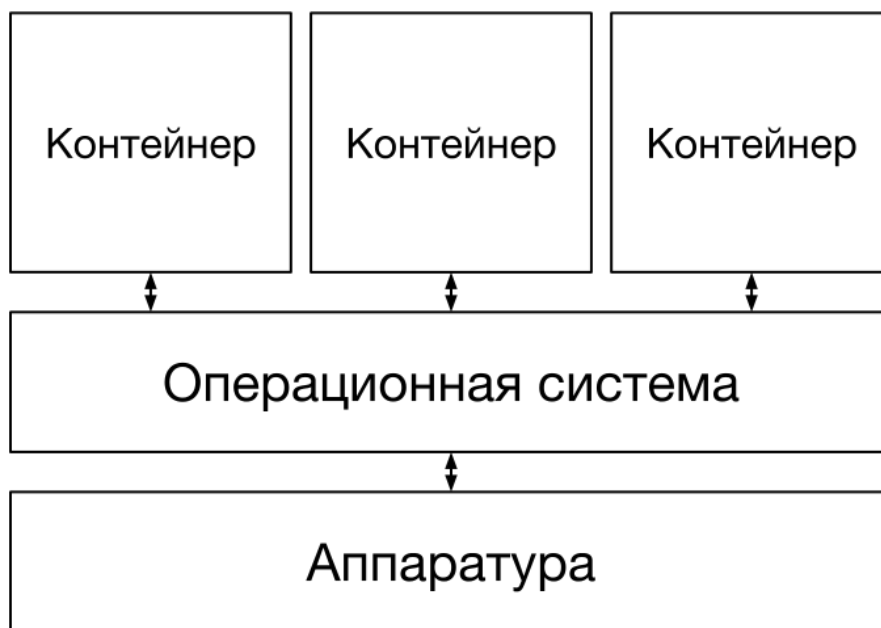 Контейнер Контейнер Контейнер
Операционная система
Аппаратура